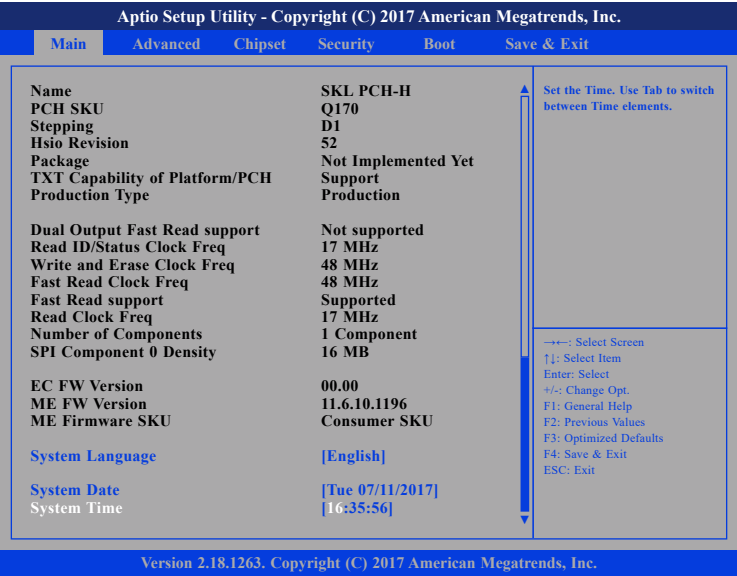 Aptio Setup Utility - Copyright (C) 2017 American Megatrends, Inc.
Main Advanced Chipset Security Boot Save & Exit
Name SKL PCH-H
PCH SKU Q170
Stepping D1
Hsio Revision 52
Package Not Implemented Yet
TXT Capability of Platform/PCH Support
Production Type Production
Dual Output Fast Read support Not supported
Read ID/Status Clock Freq 17 MHz
Write and Erase Clock Freq 48 MHz
Fast Read Clock Freq 48 MHz
Fast Read support Supported
Read Clock Freq 17 MHz
Number of Components 1 Component
SPI Component 0 Density 16 MB
EC FW Version 00.00
ME FW Version 11.6.10.1196
ME Firmware SKU Consumer SKU
System Language [English]
System Date [Tue 07/11/2017]
System Time [16:35:56]
Set the Time. Use Tab to switch
between Time elements.
→←: Select Screen
↑↓: Select Item
Enter: Select
+/-: Change Opt.
F1: General Help
F2: Previous Values
F3: Optimized Defaults
F4: Save & Exit
ESC: Exit
Version 2.18.1263. Copyright (C) 2017 American Megatrends, Inc.